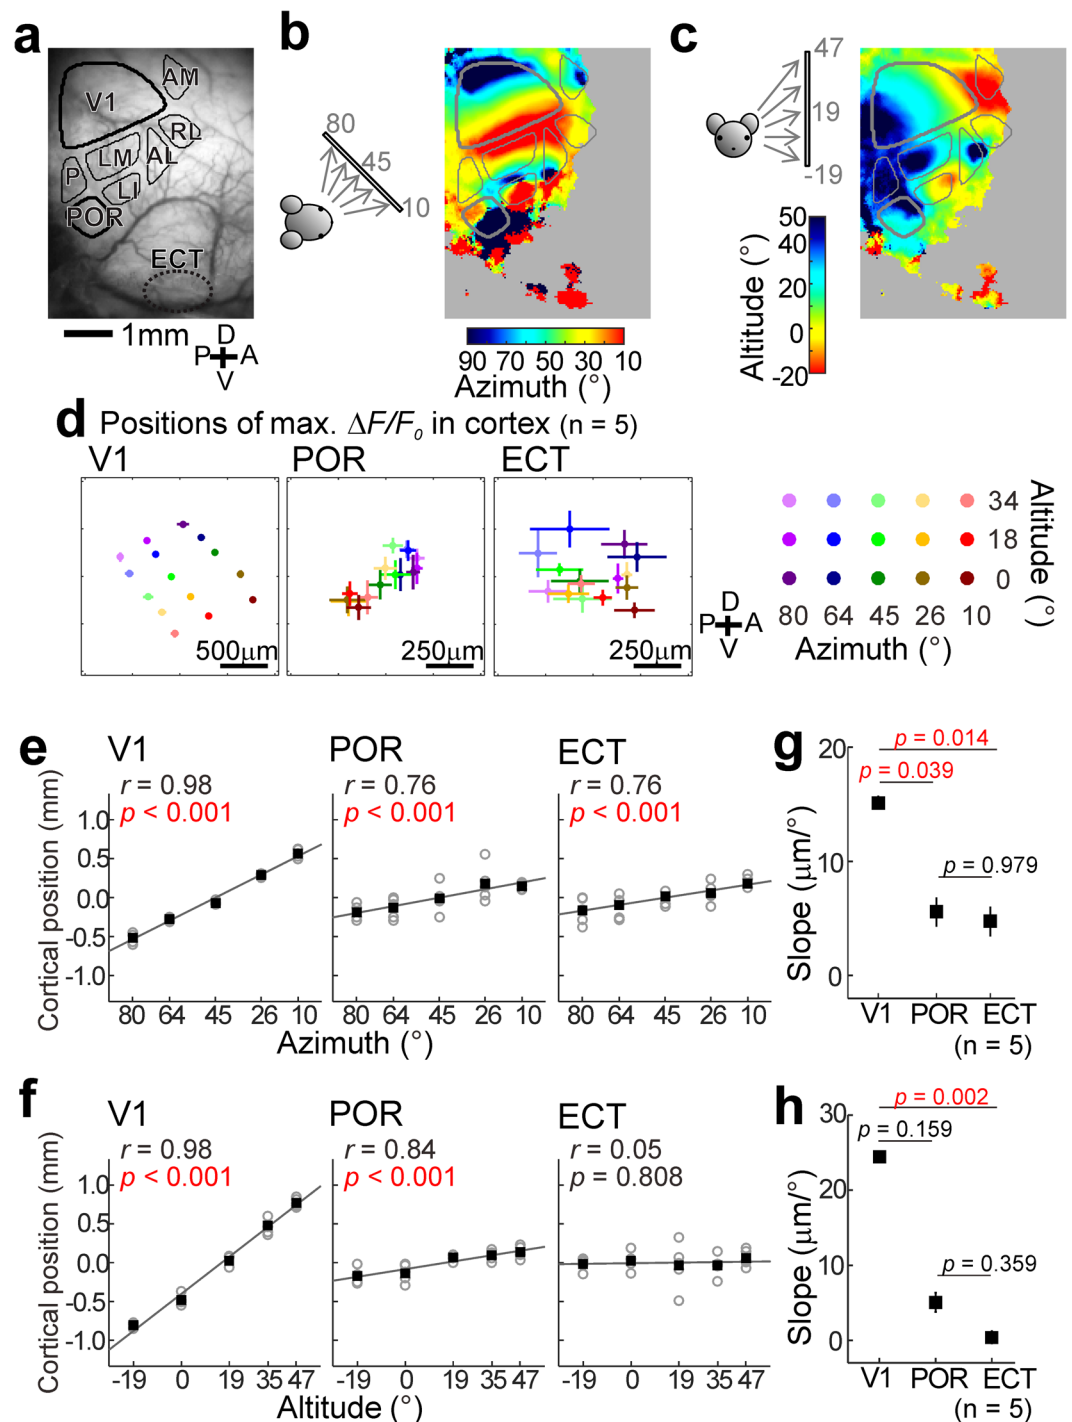 a
V1
AM
RL
LM
AL
P
LI
POR
ECT
1mm
D
P A
V
b
80
45
10
90 70 50 30 10
Azimuth (°)
c
47
19
-19
50
40
20
0
-20
Altitude (°)
d Positions of max. ΔF/F0 in cortex (n = 5)
V1 POR ECT
500μm 250μm 250μm
D
P A
V
34
18
0
80 64 45 26 10
Azimuth (°)
Altitude (°)
e
V1 POR ECT
r = 0.98 r = 0.76 r = 0.76
p < 0.001 p < 0.001 p < 0.001
Cortical position (mm)
1.0
0.5
0.0
-0.5
-1.0
80 64 45 26 10 80 64 45 26 10 80 64 45 26 10
Azimuth (°)
g
20
10
0
Slope (μm/°)
p = 0.014
p = 0.039
p = 0.979
V1 POR ECT
(n = 5)
f
V1 POR ECT
r = 0.98 r = 0.84 r = 0.05
p < 0.001 p < 0.001 p = 0.808
Cortical position (mm)
1.0
0.5
0.0
-0.5
-1.0
-19 0 19 35 47 -19 0 19 35 47 -19 0 19 35 47
Altitude (°)
h
30
20
10
0
Slope (μm/°)
p = 0.002
p = 0.159
p = 0.359
V1 POR ECT
(n = 5)